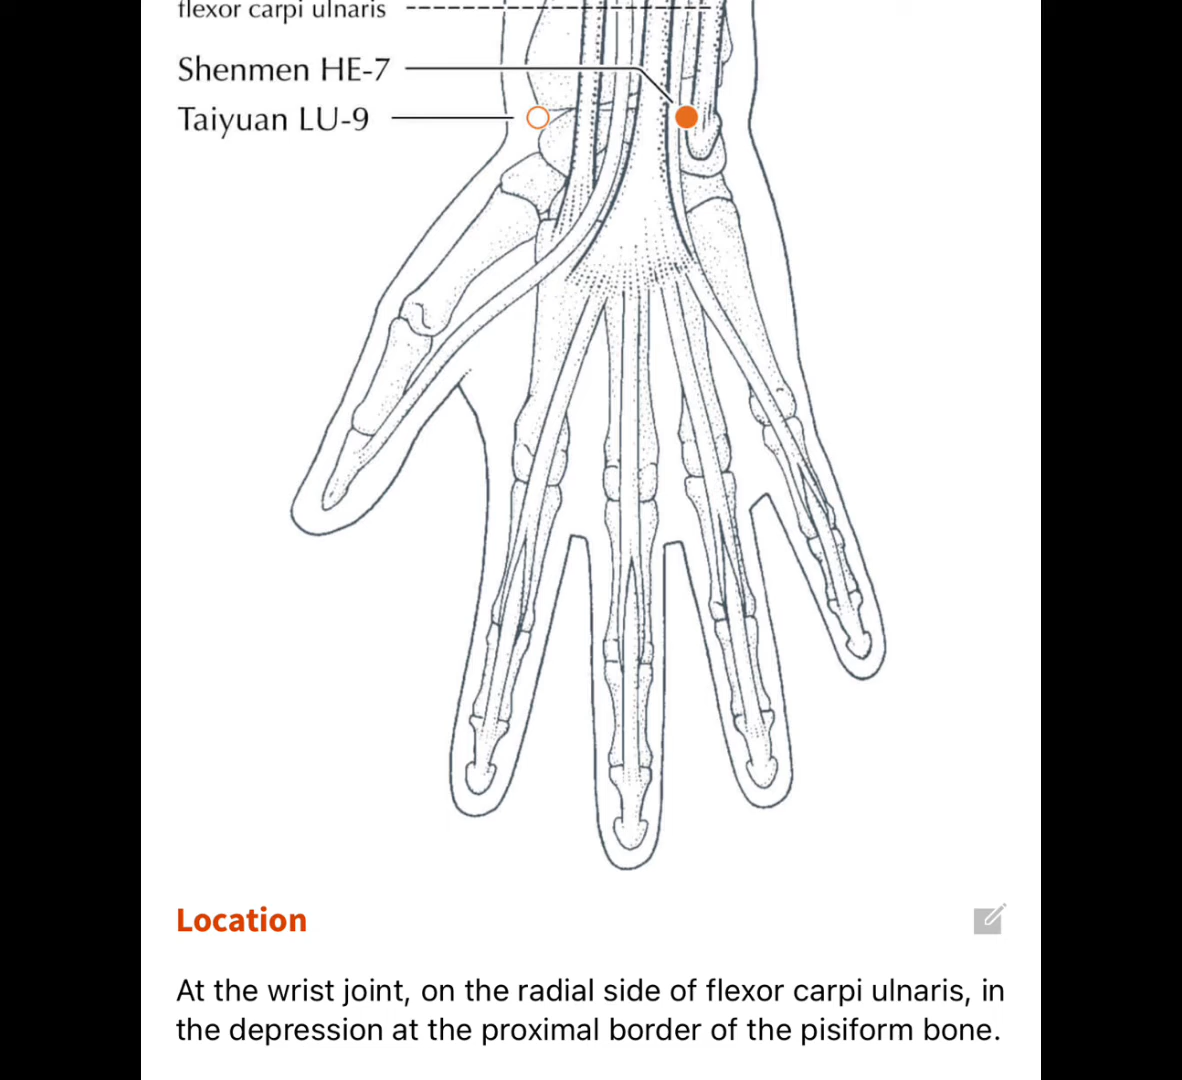 flexor carpi ulnaris
Shenmen HE-7
Taiyuan LU-9
Location
At the wrist joint, on the radial side of flexor carpi ulnaris, in
the depression at the proximal border of the pisiform bone.